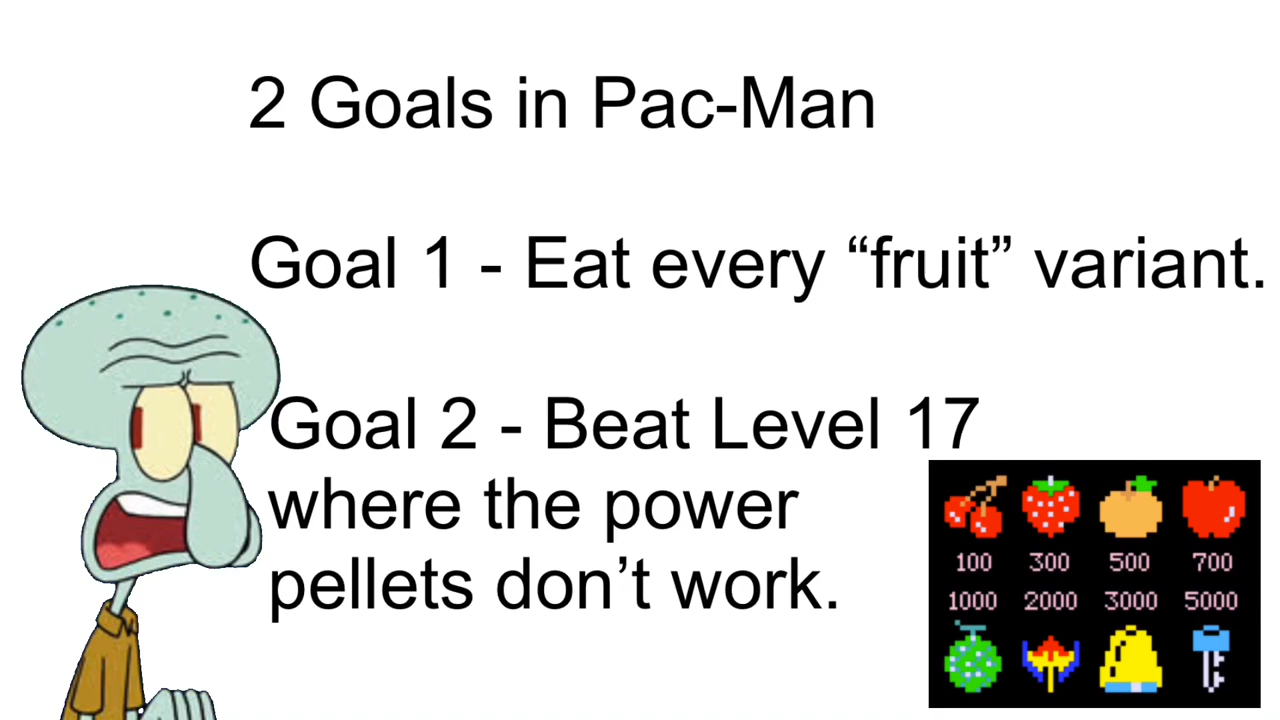 2 Goals in Pac-Man
Goal 1 - Eat every “fruit” variant.
Goal 2 - Beat Level 17
where the power
pellets don’t work.
100 300 500 700
1000 2000 3000 5000